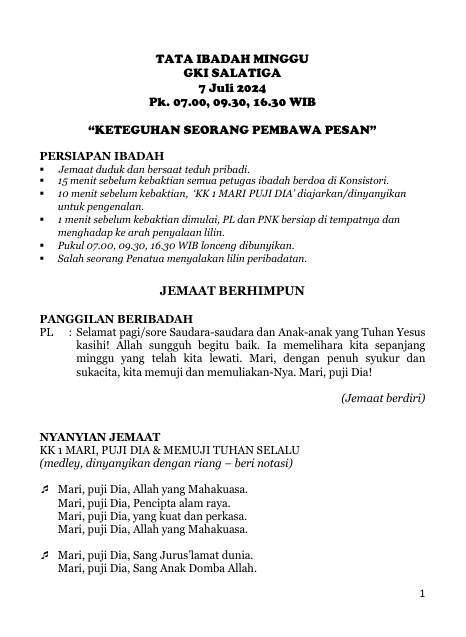 TATA IBADAH MINGGU
GKI SALATIGA
7 Juli 2024
Pk. 07.00, 09.30, 16.30 WIB
“KETEGUHAN SEORANG PEMBAWA PESAN”
PERSIAPAN IBADAH
▪ Jemaat duduk dan bersaat teduh pribadi.
▪ 15 menit sebelum kebaktian semua petugas ibadah berdoa di Konsistori.
▪ 10 menit sebelum kebaktian, ‘KK 1 MARI PUJI DIA’ diajarkan/dinyanyikan
untuk pengenalan.
▪ 1 menit sebelum kebaktian dimulai, PL dan PNK bersiap di tempatnya dan
menghadap ke arah penyalaan lilin.
▪ Pukul 07.00, 09.30, 16.30 WIB lonceng dibunyikan.
▪ Salah seorang Penatua menyalakan lilin peribadatan.
JEMAAT BERHIMPUN
PANGGILAN BERIBADAH
PL : Selamat pagi/sore Saudara-saudara dan Anak-anak yang Tuhan Yesus
kasihi! Allah sungguh begitu baik. Ia memelihara kita sepanjang
minggu yang telah kita lewati. Mari, dengan penuh syukur dan
sukacita, kita memuji dan memuliakan-Nya. Mari, puji Dia!
(Jemaat berdiri)
NYANYIAN JEMAAT
KK 1 MARI, PUJI DIA & MEMUJI TUHAN SELALU
(medley, dinyanyikan dengan riang – beri notasi)
♬ Mari, puji Dia, Allah yang Mahakuasa.
Mari, puji Dia, Pencipta alam raya.
Mari, puji Dia, yang kuat dan perkasa.
Mari, puji Dia, Allah yang Mahakuasa.
♬ Mari, puji Dia, Sang Jurus'lamat dunia.
Mari, puji Dia, Sang Anak Domba Allah.
1